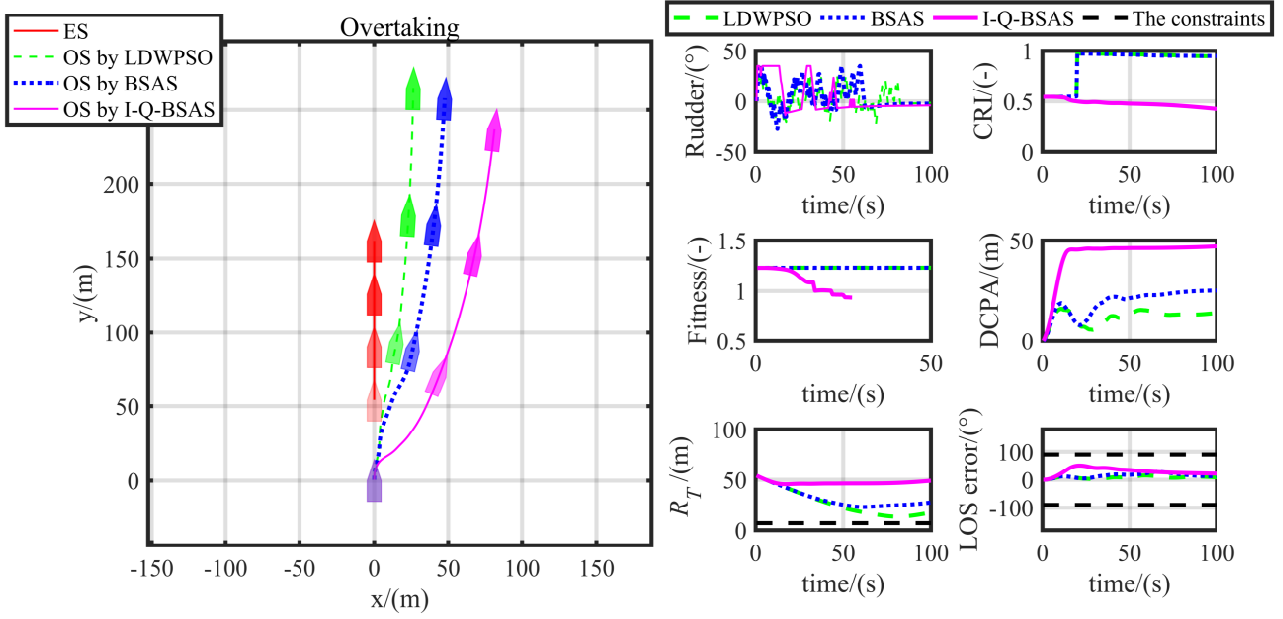 Overtaking
ES
OS by LDWPSO
OS by BSAS
OS by I-Q-BSAS
200
150
100
50
0
y/(m)
-150 -100 -50 0 50 100 150
x/(m)
LDWPSO BSAS I-Q-BSAS The constraints
50
0
-50
Rudder/(°)
0 50 100
time/(s)
1
0.5
0
CRI/(-)
0 50 100
time/(s)
1.5
1
0.5
Fitness/(-)
0 50
time/(s)
50
0
DCPA/(m)
0 50 100
time/(s)
100
50
0
R_T/(m)
0 50 100
time/(s)
100
0
-100
LOS error/(°)
0 50 100
time/(s)